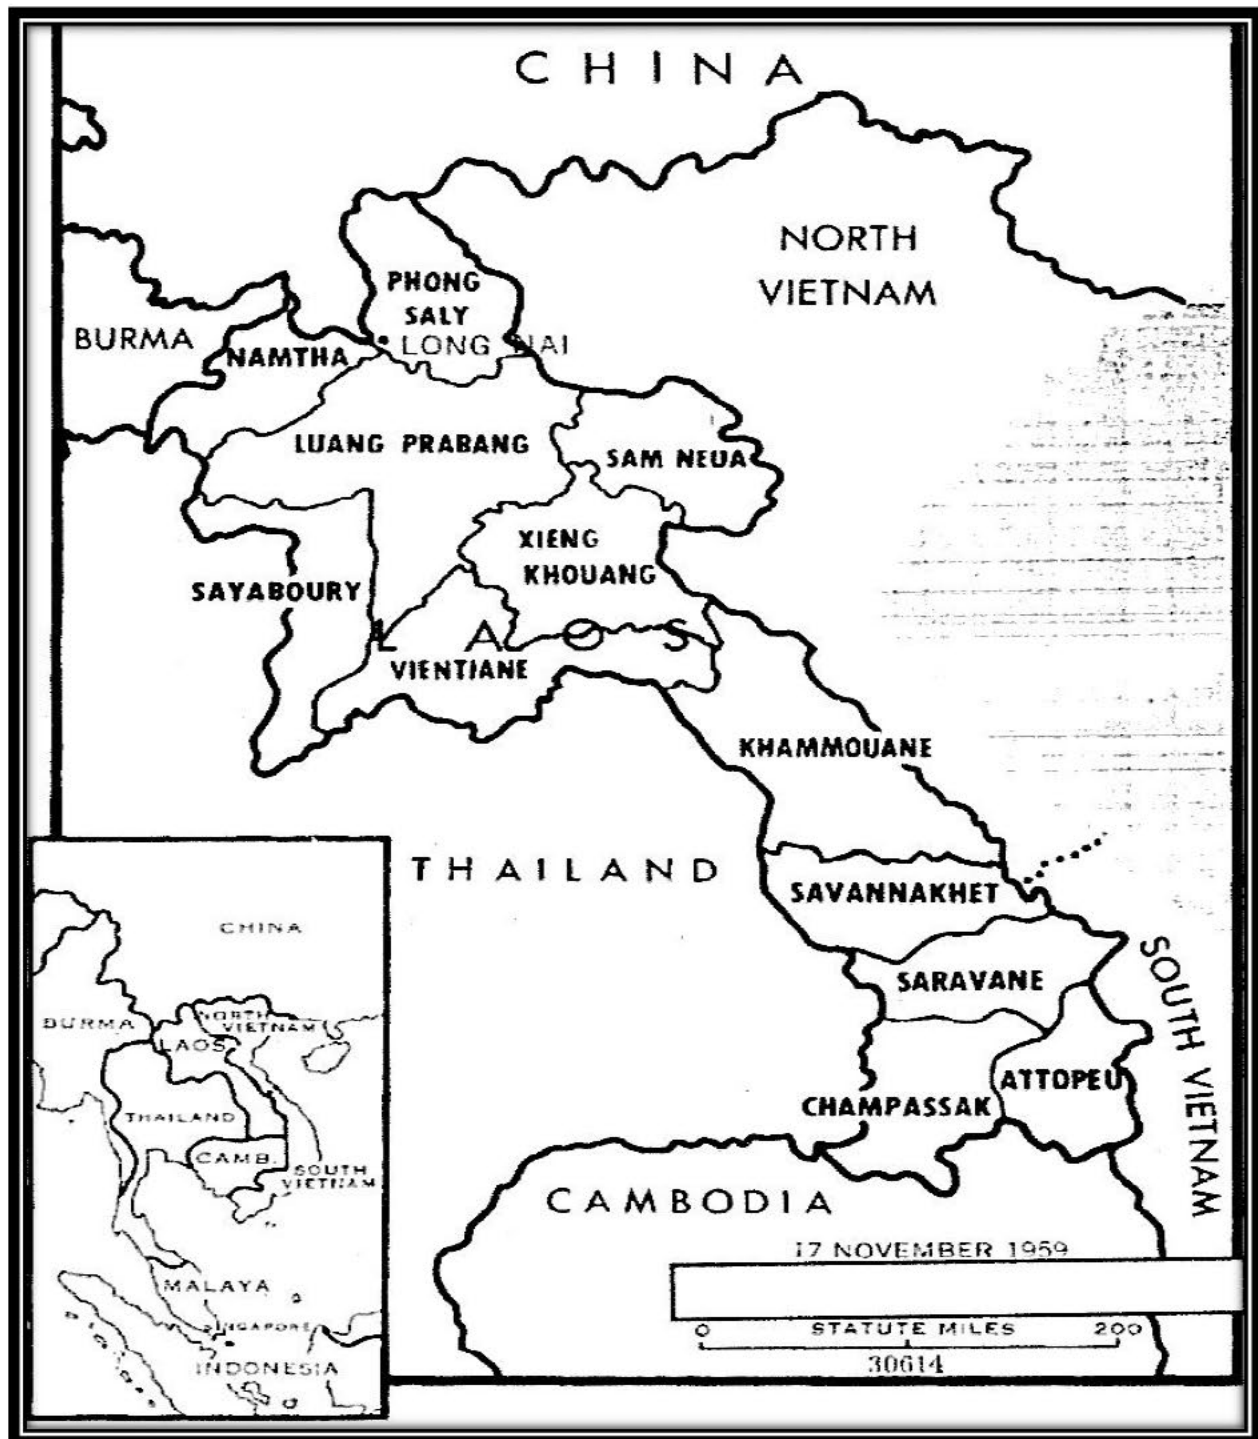 CHINA
NORTH
VIETNAM
PHONG
SALY
BURMA
LONG NAI
NAMTHA
LUANG PRABANG
SAM NEUA
XIENG
KHOUANG
SAYABOURY
LAOS
VIENTIANE
KHAMMOUANE
THAILAND
SAVANNAKHET
SARAVANE
SOUTH VIETNAM
ATTOPEU
CHAMPASSAK
CAMBODIA
17 NOVEMBER 1959
0 STATUTE MILES 200
30614
CHINA
BURMA
NORTH
VIETNAM
LAOS
THAILAND
CAMB.
SOUTH
VIETNAM
MALAYA
SINGAPORE
INDONESIA